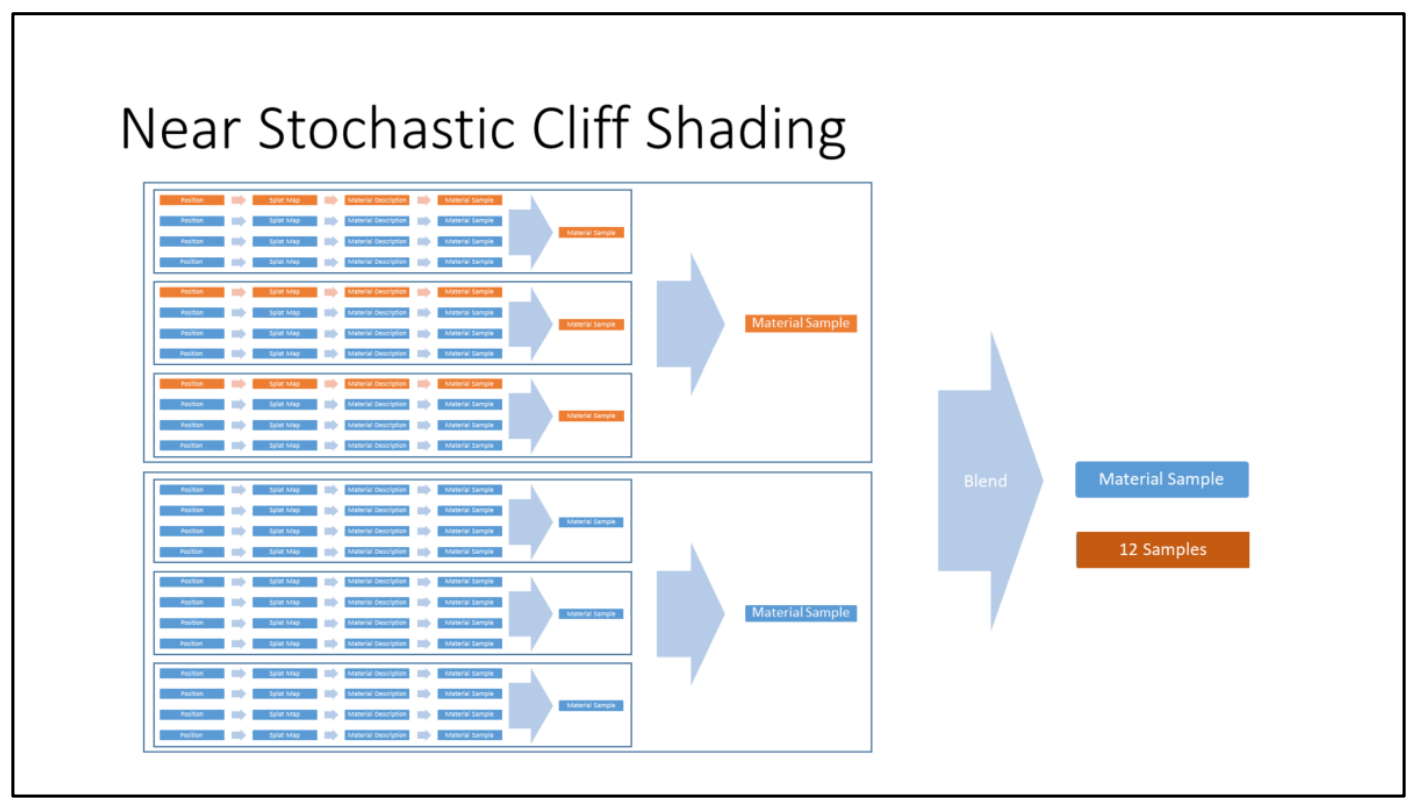 Near Stochastic Cliff Shading
Position Splat Map Material Description Material Sample
Position Splat Map Material Description Material Sample
Material Sample
Position Splat Map Material Description Material Sample
Position Splat Map Material Description Material Sample
Position Splat Map Material Description Material Sample
Position Splat Map Material Description Material Sample
Material Sample
Material Sample
Position Splat Map Material Description Material Sample
Position Splat Map Material Description Material Sample
Position Splat Map Material Description Material Sample
Position Splat Map Material Description Material Sample
Material Sample
Position Splat Map Material Description Material Sample
Position Splat Map Material Description Material Sample
Blend
Material Sample
12 Samples
Position Splat Map Material Description Material Sample
Position Splat Map Material Description Material Sample
Material Sample
Position Splat Map Material Description Material Sample
Position Splat Map Material Description Material Sample
Position Splat Map Material Description Material Sample
Position Splat Map Material Description Material Sample
Material Sample
Material Sample
Position Splat Map Material Description Material Sample
Position Splat Map Material Description Material Sample
Position Splat Map Material Description Material Sample
Position Splat Map Material Description Material Sample
Material Sample
Position Splat Map Material Description Material Sample
Position Splat Map Material Description Material Sample